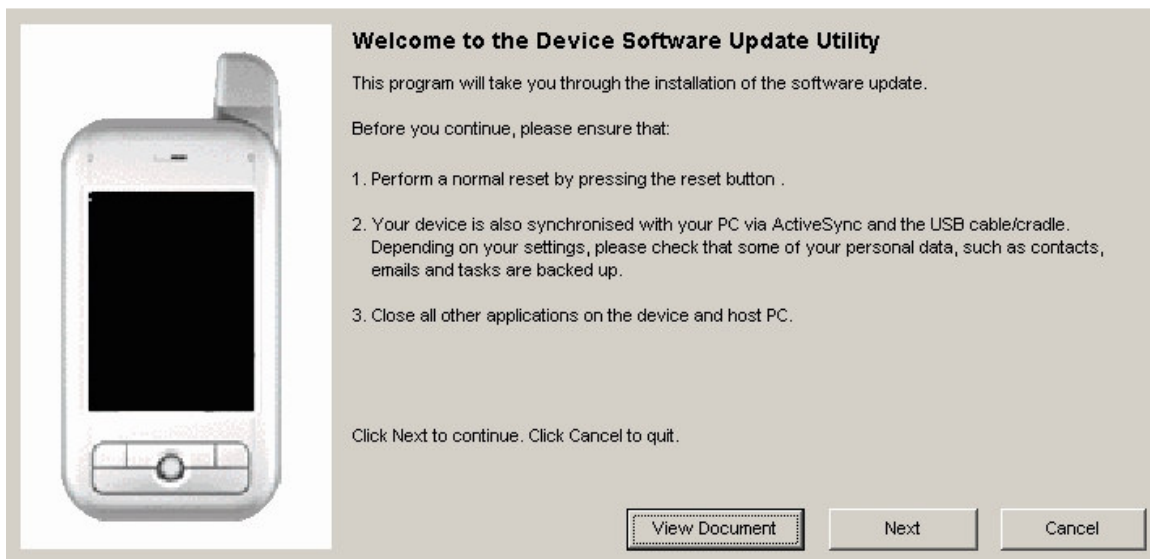 Welcome to the Device Software Update Utility
This program will take you through the installation of the software update.
Before you continue, please ensure that:
1. Perform a normal reset by pressing the reset button .
2. Your device is also synchronised with your PC via ActiveSync and the USB cable/cradle.
Depending on your settings, please check that some of your personal data, such as contacts,
emails and tasks are backed up.
3. Close all other applications on the device and host PC.
Click Next to continue. Click Cancel to quit.
View Document Next Cancel